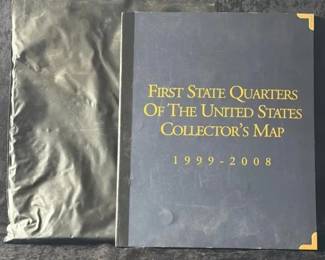 FIRST STATE QUARTERS
OF THE UNITED STATES
COLLECTOR'S MAP
1999-2008